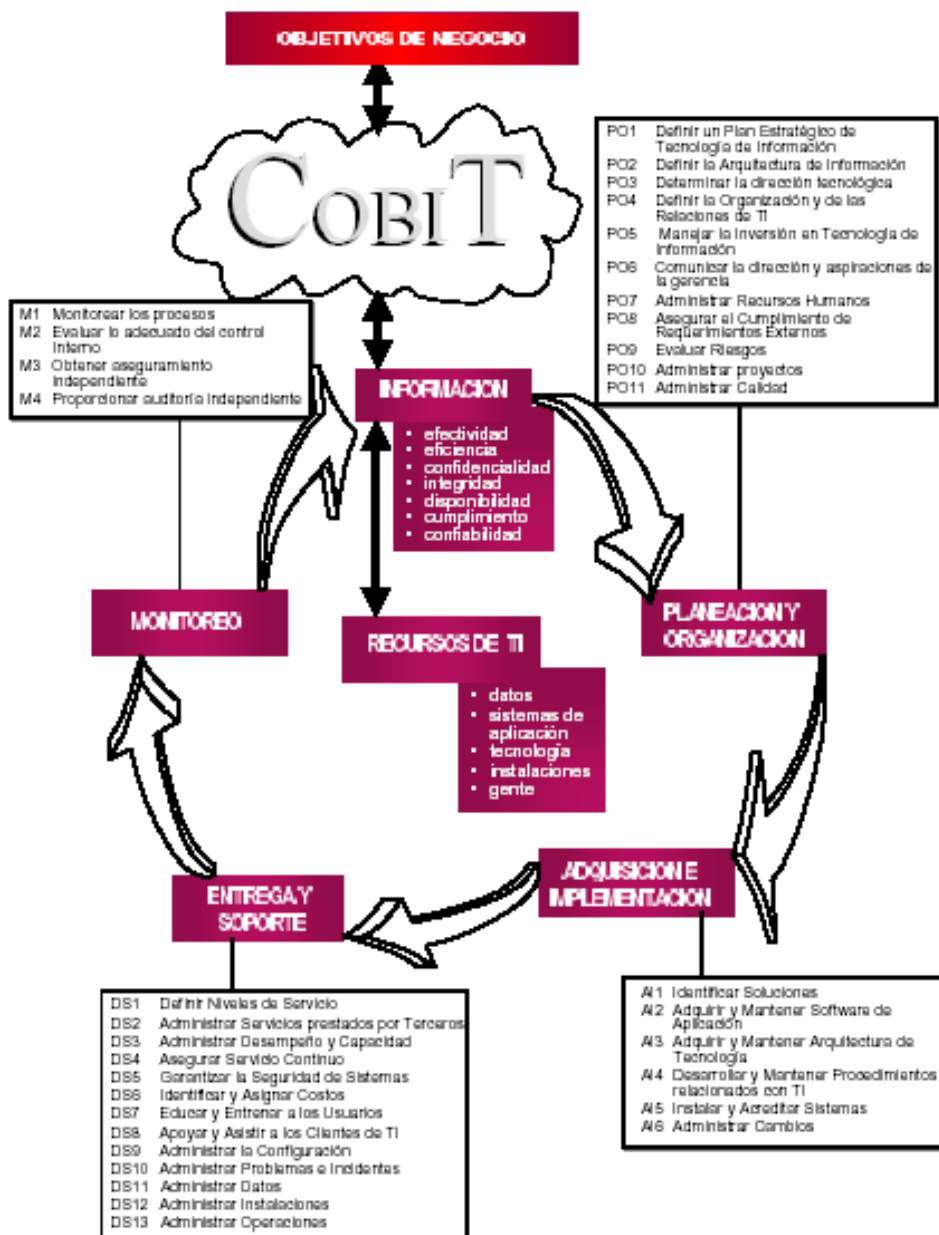 OBJETIVOS DE NEGOCIO
COBIT
PO1 Definir un Plan Estratégico de
Tecnología de Información
PO2 Definir la Arquitectura de Información
PO3 Determinar la dirección tecnológica
PO4 Definir la Organización y de las
Relaciones de TI
PO5 Manejar la Inversión en Tecnología de
Información
PO6 Comunicar la dirección y aspiraciones de
la gerencia
PO7 Administrar Recursos Humanos
PO8 Asegurar el Cumplimiento de
Requerimientos Externos
PO9 Evaluar Riesgos
PO10 Administrar proyectos
PO11 Administrar Calidad
M1 Monitorear los procesos
M2 Evaluar lo adecuado del control
Interno
M3 Obtener aseguramiento
independiente
M4 Proporcionar auditoría independiente
INFORMACION
• efectividad
• eficiencia
• confidencialidad
• integridad
• disponibilidad
• cumplimiento
• confiabilidad
MONITOREO
PLANEACION Y
ORGANIZACION
RECURSOS DE TI
• datos
• sistemas de
aplicación
• tecnología
• instalaciones
• gente
ADQUISICION E
IMPLEMENTACION
ENTREGA Y
SOPORTE
DS1 Definir Niveles de Servicio
DS2 Administrar Servicios prestados por Terceros
DS3 Administrar Desempeño y Capacidad
DS4 Asegurar Servicio Continuo
DS5 Garantizar la Seguridad de Sistemas
DS6 Identificar y Asignar Costos
DS7 Educar y Entrenar a los Usuarios
DS8 Apoyar y Asistir a los Clientes de TI
DS9 Administrar la Configuración
DS10 Administrar Problemas e Incidentes
DS11 Administrar Datos
DS12 Administrar Instalaciones
DS13 Administrar Operaciones
AI1 Identificar Soluciones
AI2 Adquirir y Mantener Software de
Aplicación
AI3 Adquirir y Mantener Arquitectura de
Tecnología
AI4 Desarrollar y Mantener Procedimientos
relacionados con TI
AI5 Instalar y Acreditar Sistemas
AI6 Administrar Cambios